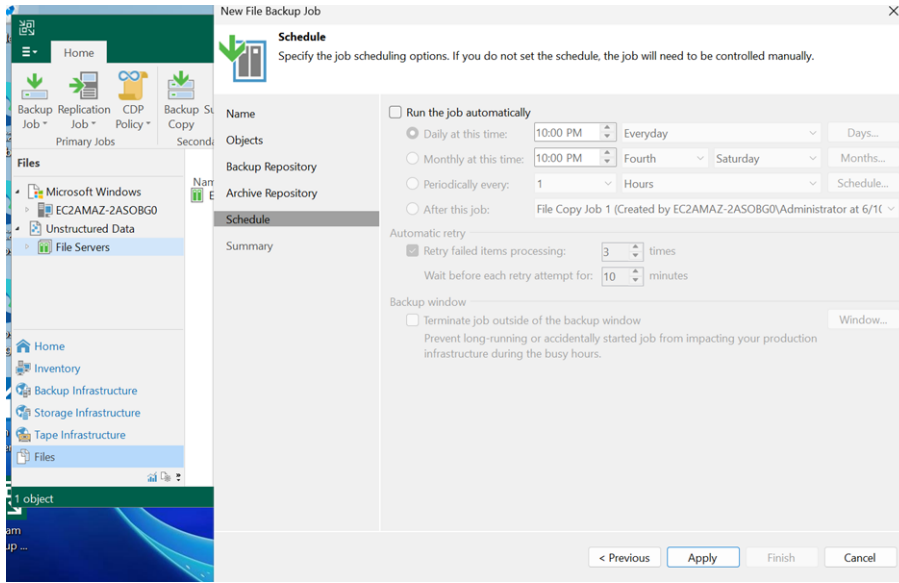 New File Backup Job
Schedule
Specify the job scheduling options. If you do not set the schedule, the job will need to be controlled manually.
Home
Backup Job
Replication Job
CDP Policy
Backup Copy
Primary Jobs
Files
Microsoft Windows
EC2AMAZ-2ASOBG0
Unstructured Data
File Servers
Home
Inventory
Backup Infrastructure
Storage Infrastructure
Tape Infrastructure
Files
1 object
Name
Objects
Backup Repository
Archive Repository
Schedule
Summary
Run the job automatically
Daily at this time: 10:00 PM Everyday Days...
Monthly at this time: 10:00 PM Fourth Saturday Months...
Periodically every: 1 Hours Schedule...
After this job: File Copy Job 1 (Created by EC2AMAZ-2ASOBG0\Administrator at 6/1
Automatic retry
Retry failed items processing: 3 times
Wait before each retry attempt for: 10 minutes
Backup window
Terminate job outside of the backup window Window...
Prevent long-running or accidentally started job from impacting your production
infrastructure during the busy hours.
< Previous Apply Finish Cancel